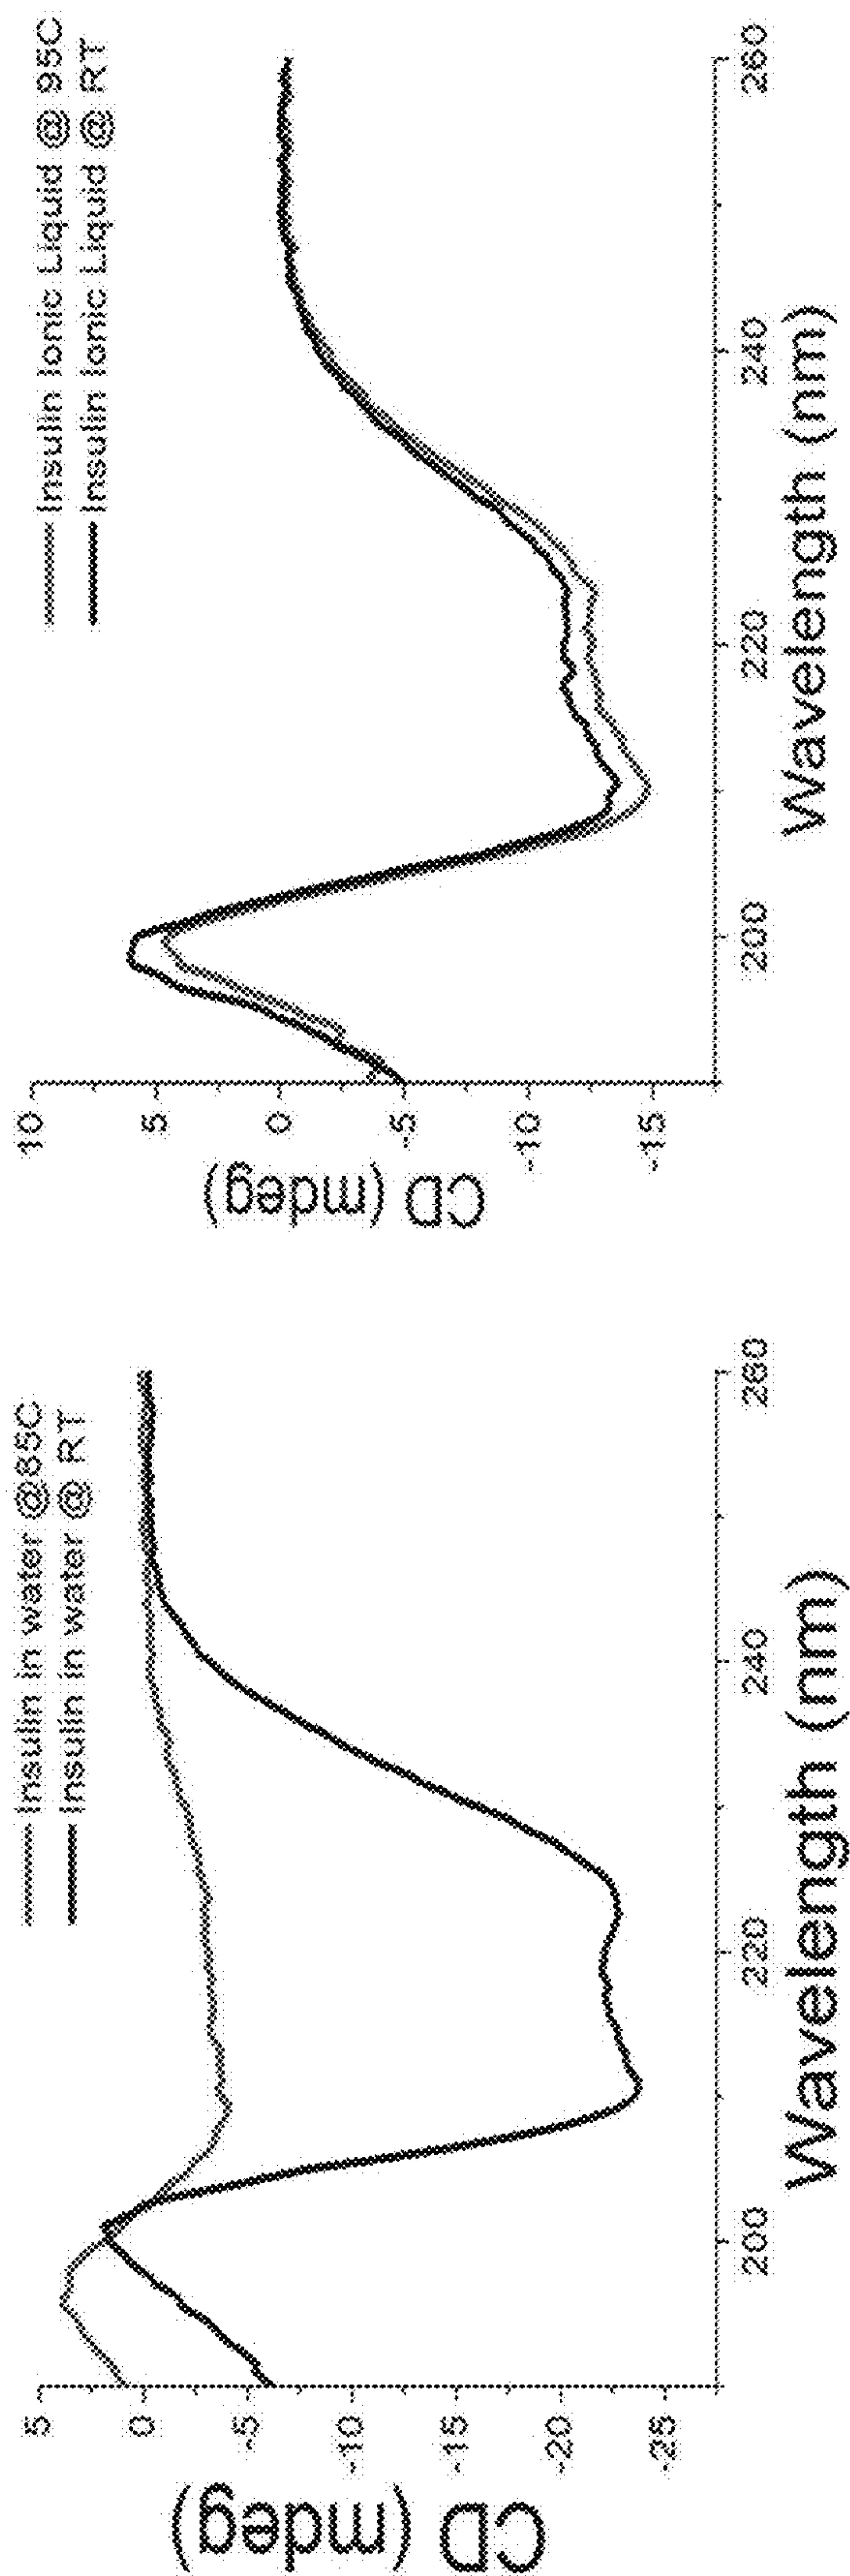 Insulin in water @65C
Insulin in water @ RT
5
0
-5
-10
-15
-20
-25
CD (mdeg)
200
220
240
260
Wavelength (nm)
Insulin Ionic Liquid @ 95C
Insulin Ionic Liquid @ RT
10
5
0
-5
-10
-15
CD (mdeg)
200
220
240
260
Wavelength (nm)